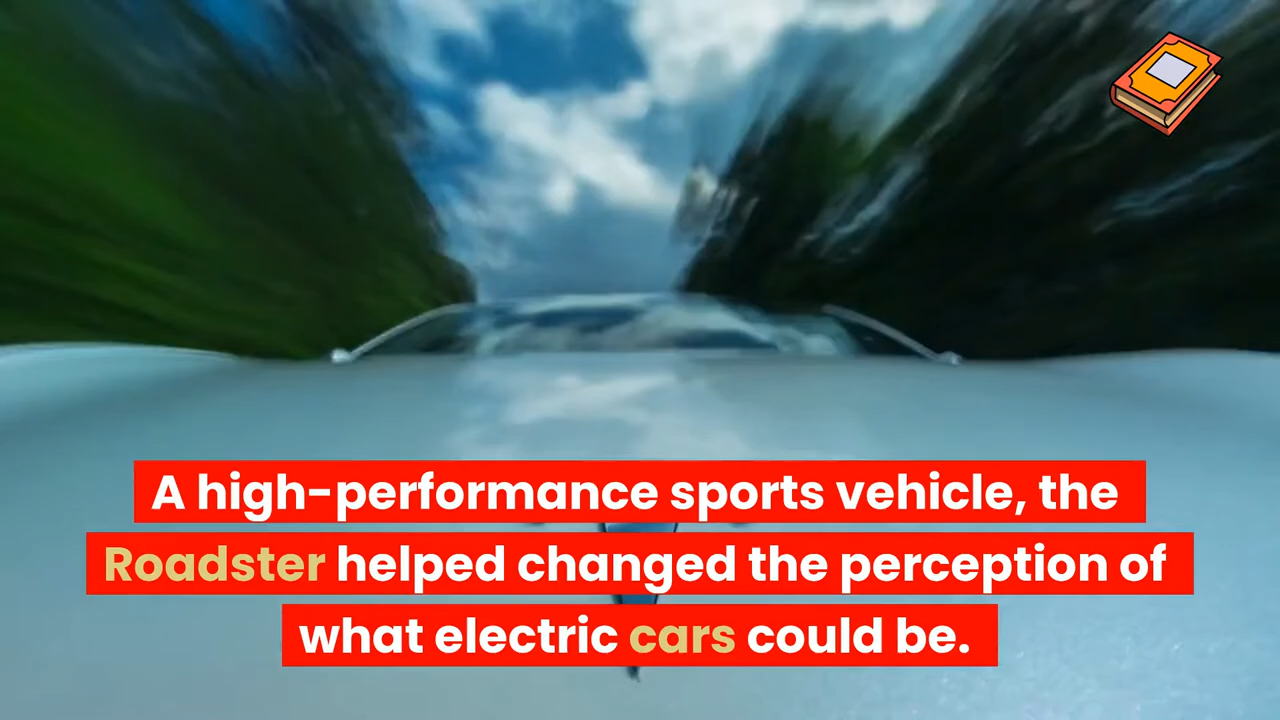 A high-performance sports vehicle, the
Roadster helped changed the perception of
what electric cars could be.